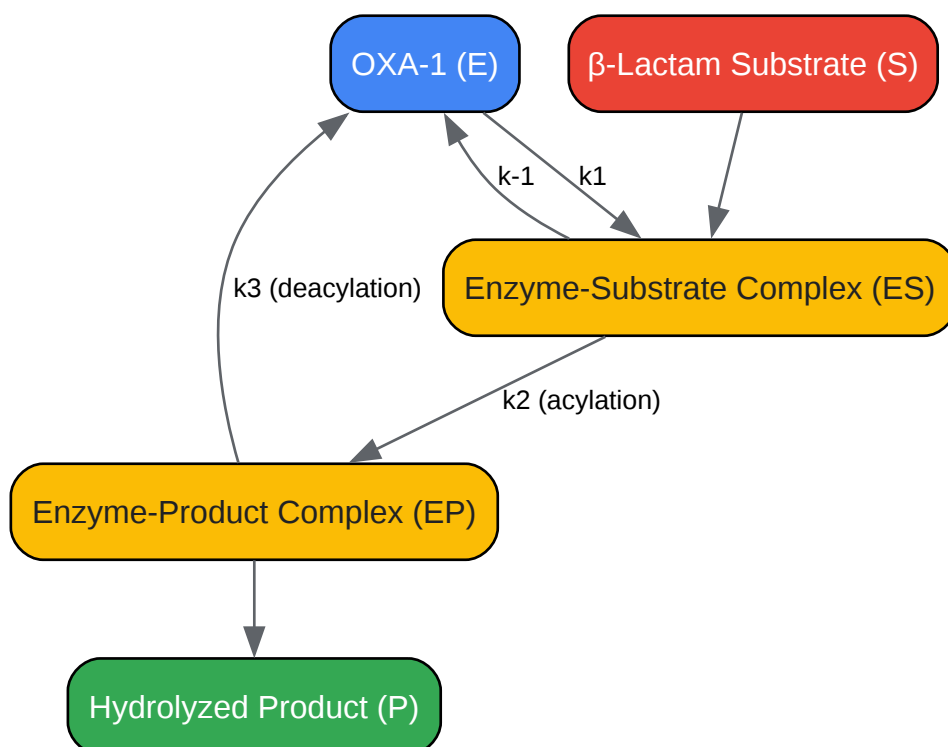 OXA-1 (E)
β-Lactam Substrate (S)
k-1
k1
Enzyme-Substrate Complex (ES)
k3 (deacylation)
k2 (acylation)
Enzyme-Product Complex (EP)
Hydrolyzed Product (P)